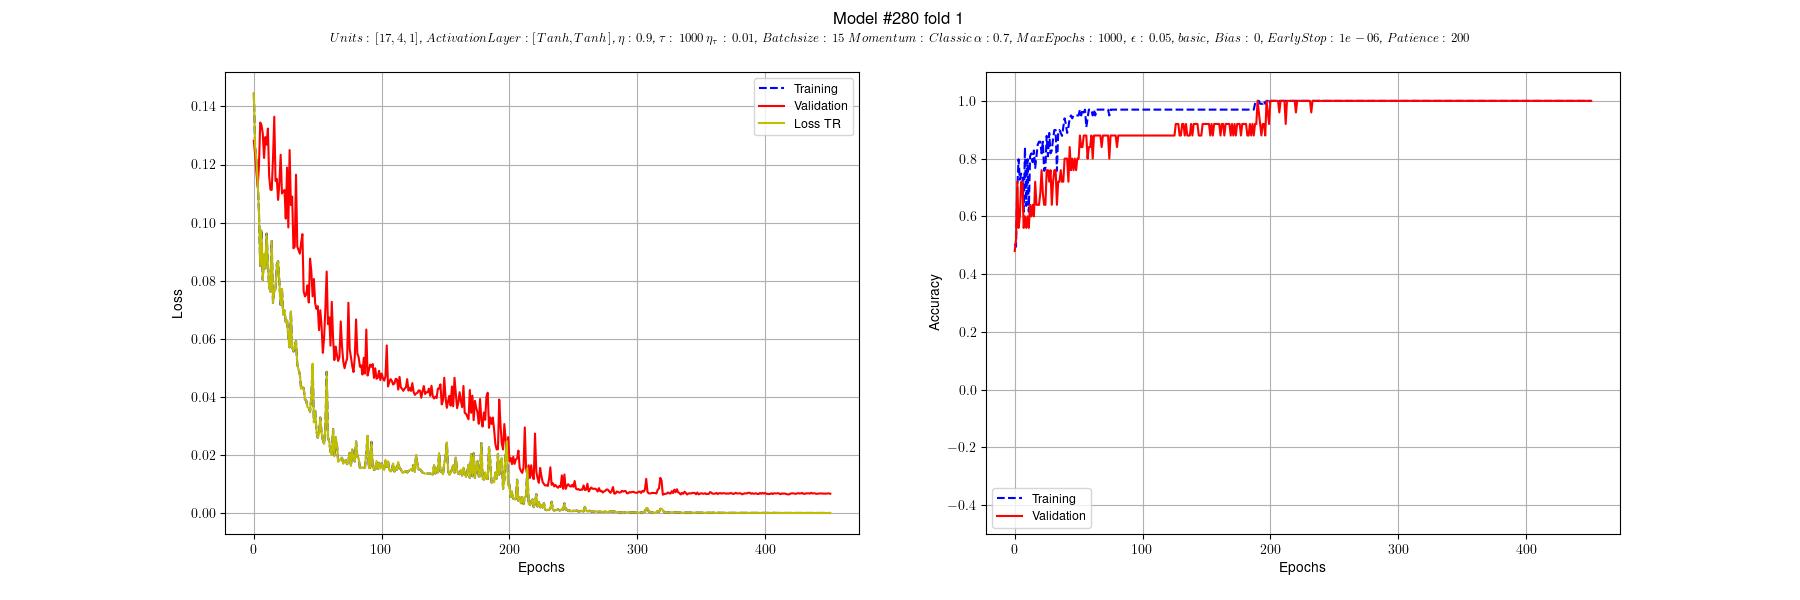 Model #280 fold 1
Units : [17, 4, 1], ActivationLayer : [Tanh, Tanh], η : 0.9, τ : 1000 η_τ : 0.01, Batchsize : 15 Momentum : Classic α : 0.7, MaxEpochs : 1000, ϵ : 0.05, basic, Bias : 0, EarlyStop : 1e − 06, Patience : 200
Training
Validation
Loss TR
0.14
0.12
0.10
0.08
0.06
0.04
0.02
0.00
Loss
0 100 200 300 400
Epochs
1.0
0.8
0.6
0.4
0.2
0.0
−0.2
−0.4
Accuracy
Training
Validation
0 100 200 300 400
Epochs